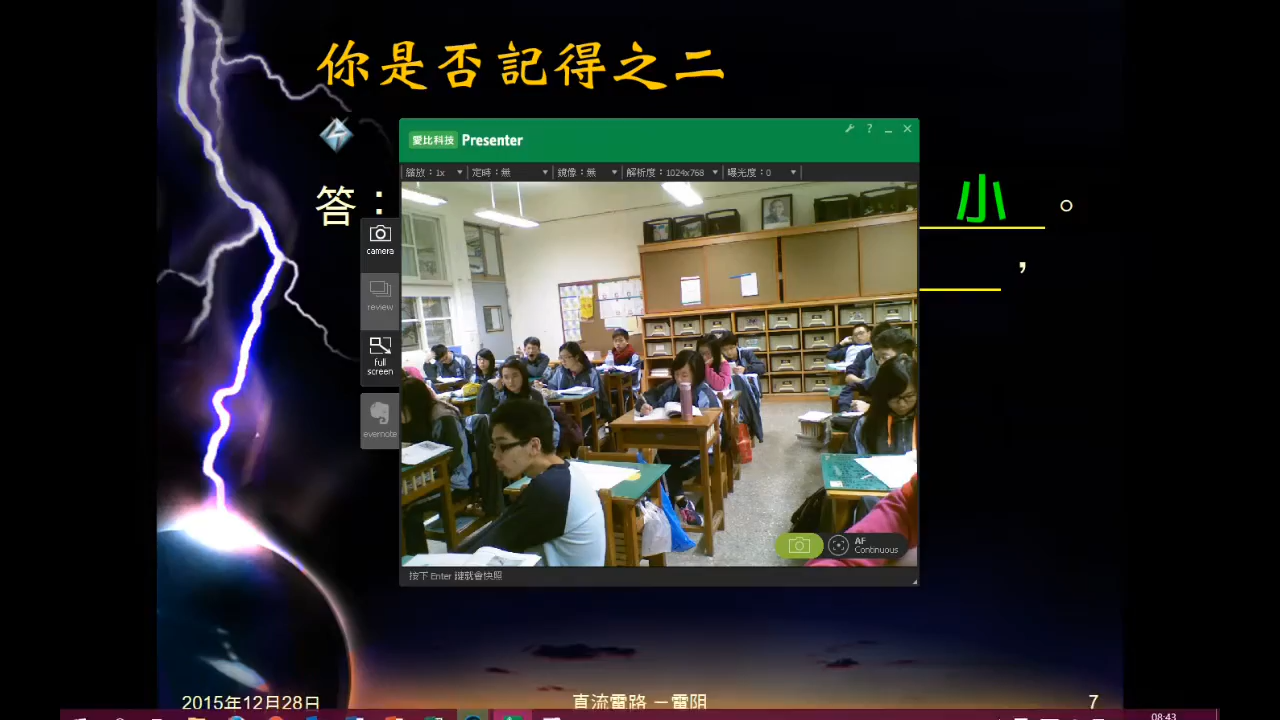 你是否記得之二
愛比科技 Presenter
縮放：1x 定時：無 鏡像：無 解析度：1024x768 曝光度：0
答： 小 。
，
camera
review
full
screen
evernote
AF
Continuous
按下 Enter 鍵就會快照
2015年12月28日 直流電路 － 電阻 7
08:43